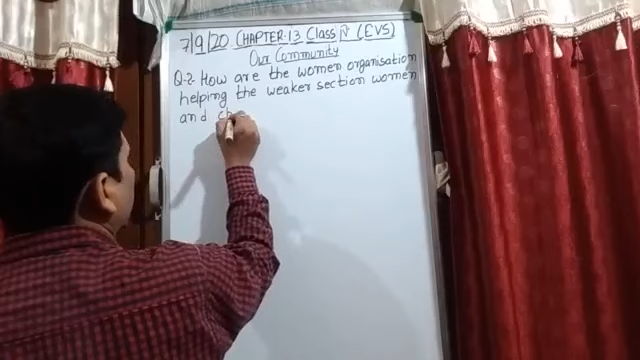 7/9/20 CHAPTER-13 Class IV (EVS)
Our Community
Q-2. How are the women organisation
helping the weaker section women
and